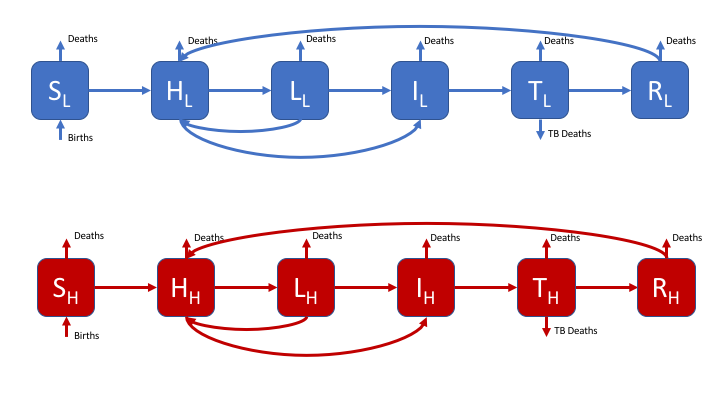 Deaths Deaths Deaths Deaths Deaths Deaths
S_L H_L L_L I_L T_L R_L
Births TB Deaths
Deaths Deaths Deaths Deaths Deaths Deaths
S_H H_H L_H I_H T_H R_H
Births TB Deaths